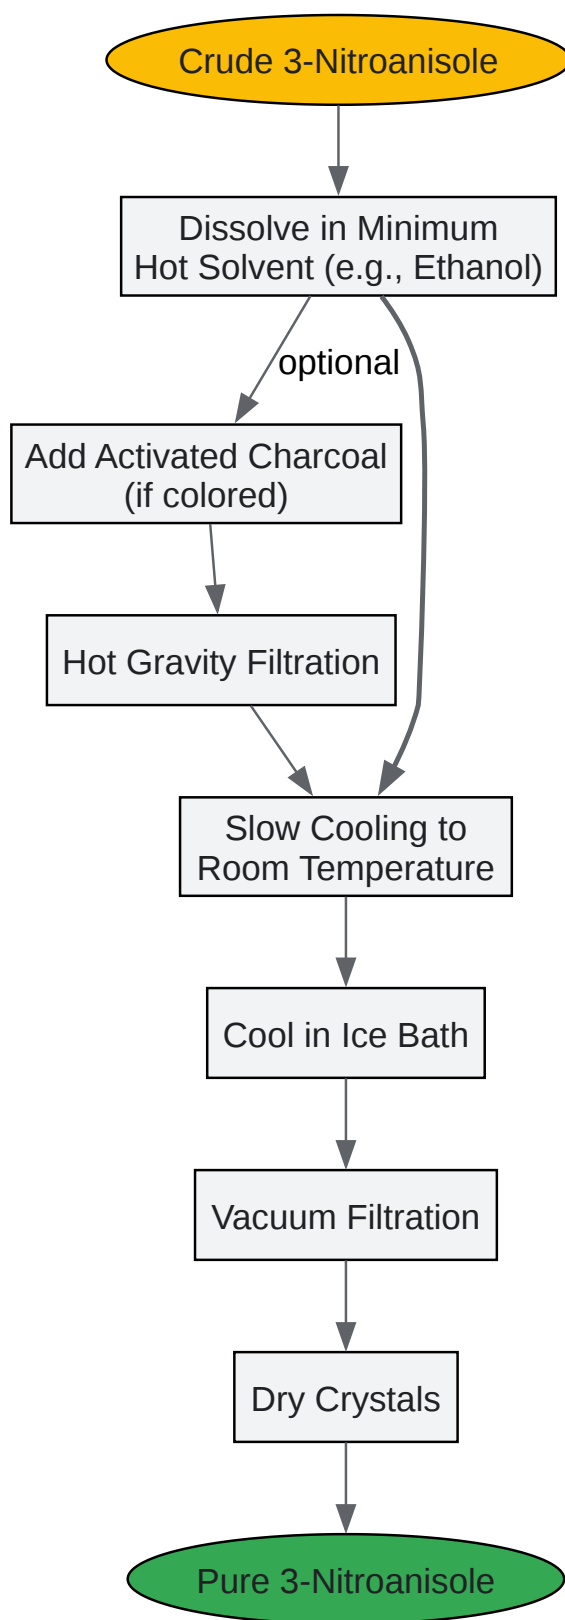 Crude 3-Nitroanisole
Dissolve in Minimum
Hot Solvent (e.g., Ethanol)
optional
Add Activated Charcoal
(if colored)
Hot Gravity Filtration
Slow Cooling to
Room Temperature
Cool in Ice Bath
Vacuum Filtration
Dry Crystals
Pure 3-Nitroanisole